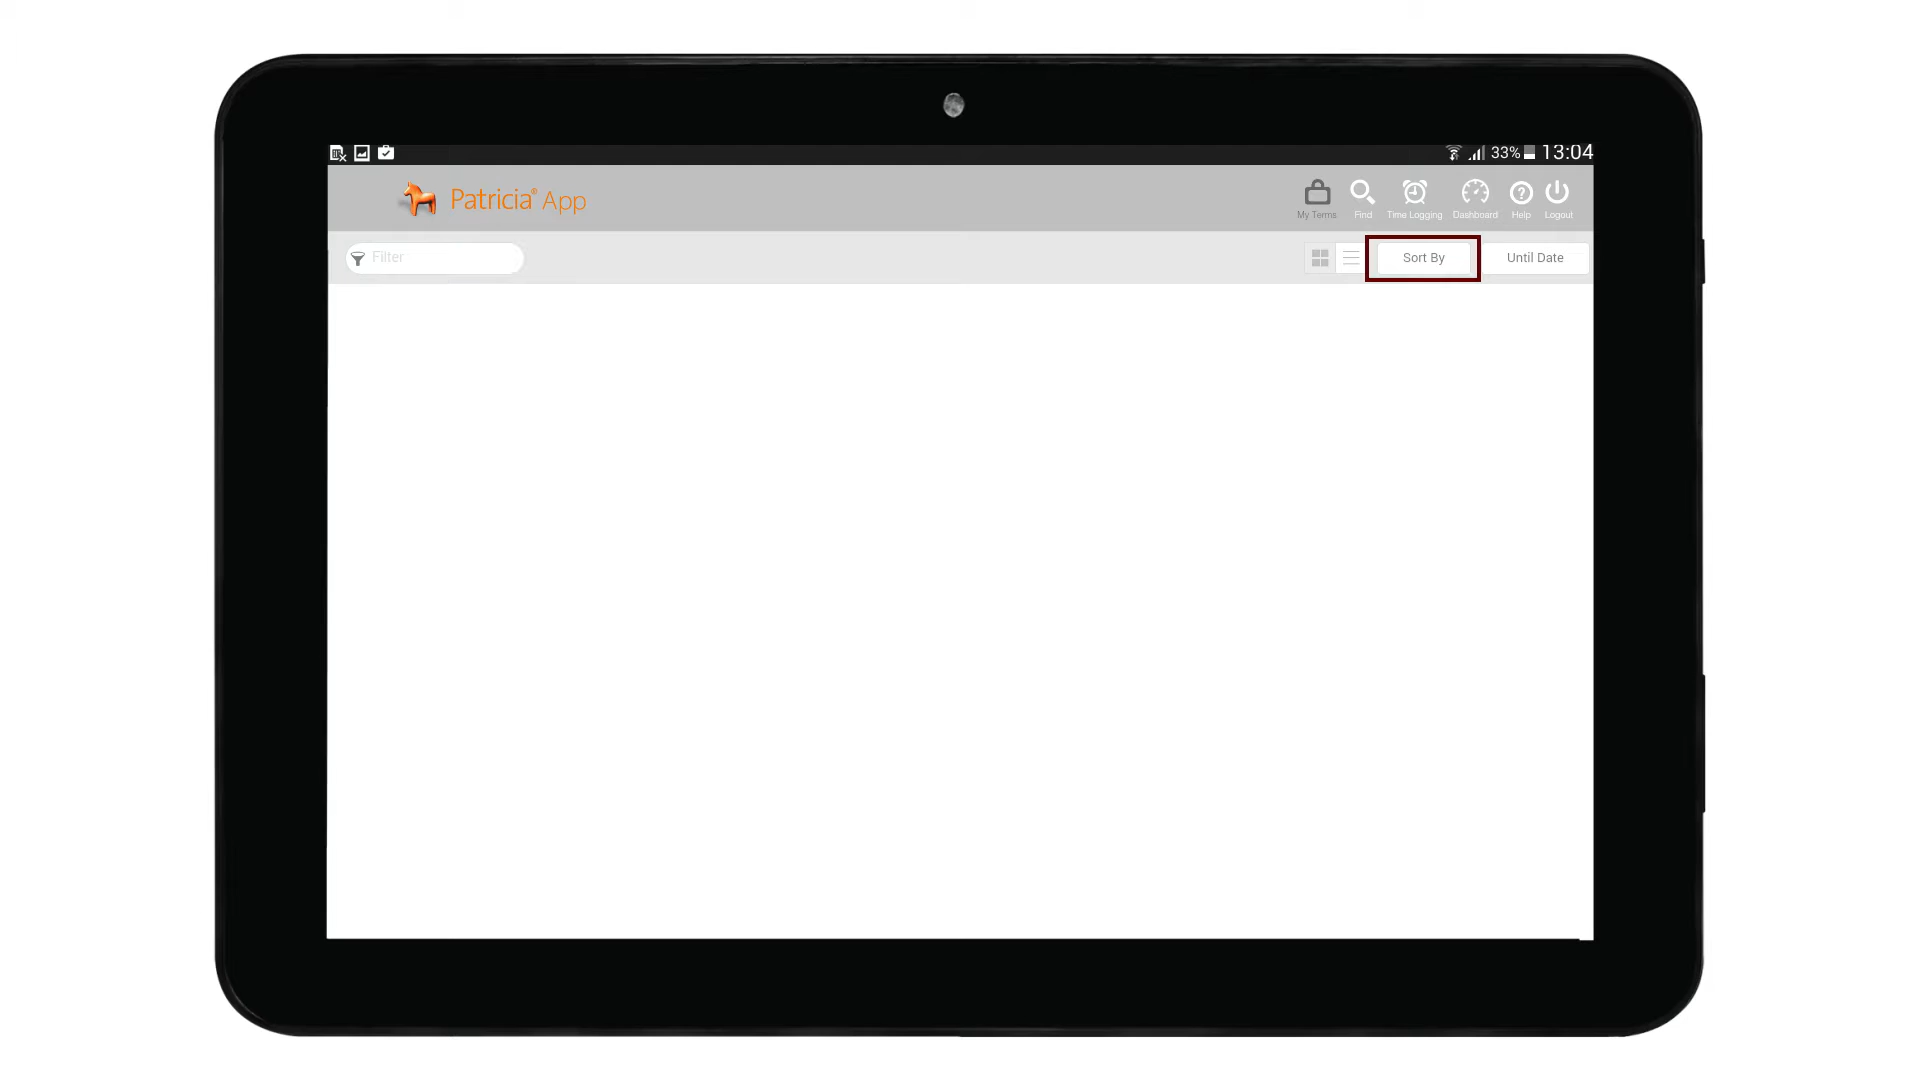 33% 13:04
Patricia® App
My Terms Find Time Logging Dashboard Help Logout
Filter Sort By Until Date